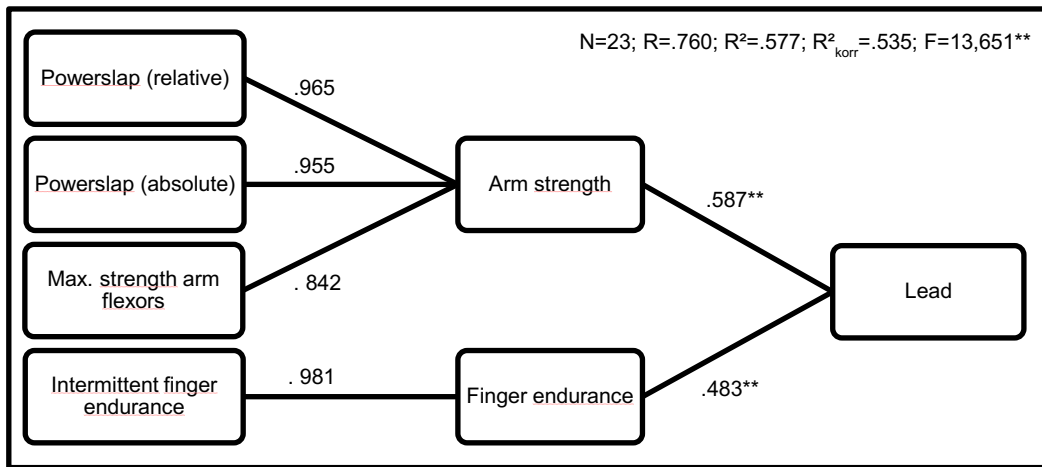 N=23; R=.760; R²=.577; R²korr=.535; F=13,651**
Powerslap (relative)
.965
Powerslap (absolute)
.955
Arm strength
.587**
Max. strength arm
flexors
. 842
Lead
Intermittent finger
endurance
. 981
Finger endurance
.483**